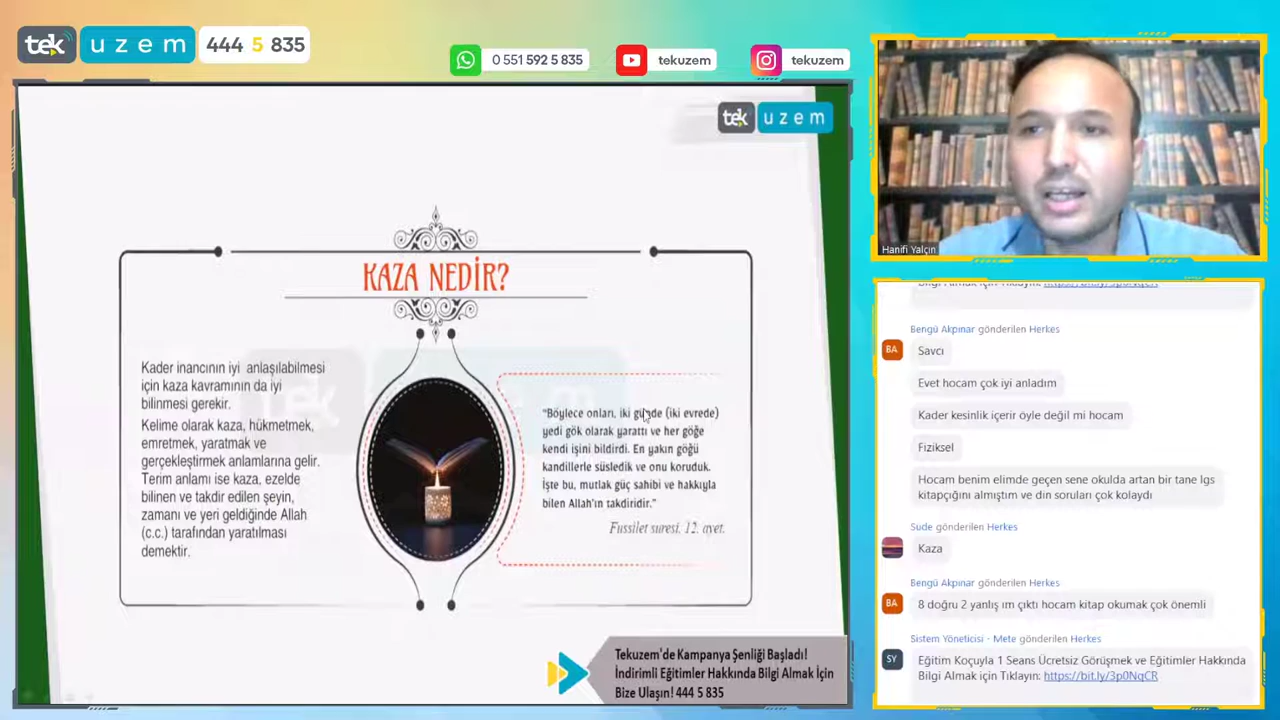 tek uzem 444 5 835
0 551 592 5 835
tekuzem
tekuzem
tek uzem
KAZA NEDİR?
Kader inancının iyi anlaşılabilmesi
için kaza kavramının da iyi
bilinmesi gerekir.
Kelime olarak kaza, hükmetmek,
emretmek, yaratmak ve
gerçekleştirmek anlamlarına gelir.
Terim anlamı ise kaza, ezelde
bilinen ve takdir edilen şeyin,
zamanı ve yeri geldiğinde Allah
(c.c.) tarafından yaratılması
demektir.
"Böylece onları, iki günde (iki evrede)
yedi gök olarak yarattı ve her göğe
kendi işini bildirdi. En yakın göğü
kandillerle süsledik ve onu koruduk.
İşte bu, mutlak güç sahibi ve hakkıyla
bilen Allah'ın takdiridir."
Fussilet suresi, 12. ayet.
Tekuzem'de Kampanya Şenliği Başladı!
İndirimli Eğitimler Hakkında Bilgi Almak İçin
Bize Ulaşın! 444 5 835
Hanifi Yalçın
Bengü Akpınar gönderilen Herkes
BA
Savcı
Evet hocam çok iyi anladım
Kader kesinlik içerir öyle değil mi hocam
Fiziksel
Hocam benim elimde geçen sene okulda artan bir tane lgs
kitapçığını almıştım ve din soruları çok kolaydı
Sude gönderilen Herkes
Kaza
Bengü Akpınar gönderilen Herkes
BA
8 doğru 2 yanlış ım çıktı hocam kitap okumak çok önemli
Sistem Yöneticisi - Mete gönderilen Herkes
SY
Eğitim Koçuyla 1 Seans Ücretsiz Görüşmek ve Eğitimler Hakkında
Bilgi Almak için Tıklayın: https://bit.ly/3p0NqCR